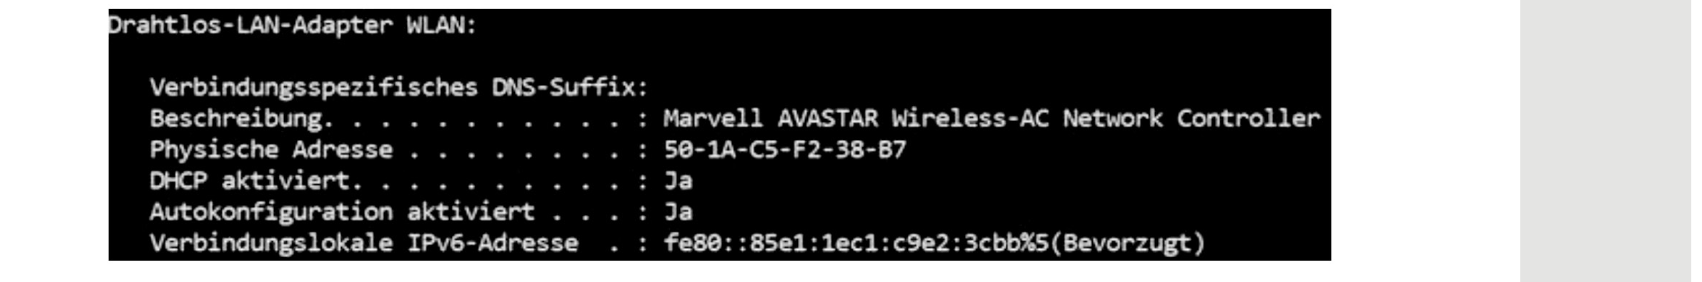 Drahtlos-LAN-Adapter WLAN:
Verbindungsspezifisches DNS-Suffix:
Beschreibung. . . . . . . . . . . : Marvell AVASTAR Wireless-AC Network Controller
Physische Adresse . . . . . . . . : 50-1A-C5-F2-38-B7
DHCP aktiviert. . . . . . . . . . : Ja
Autokonfiguration aktiviert . . . : Ja
Verbindungslokale IPv6-Adresse . : fe80::85e1:1ec1:c9e2:3cbb%5(Bevorzugt)